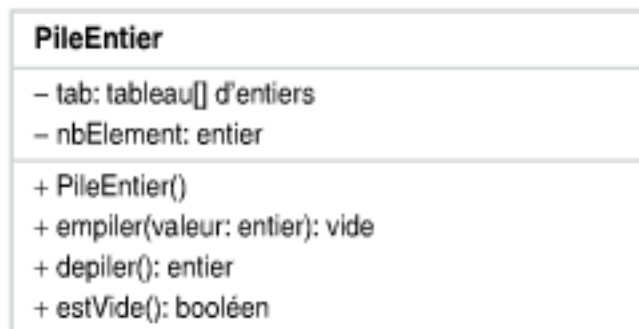 PileEntier
– tab: tableau[] d'entiers
– nbElement: entier
+ PileEntier()
+ empiler(valeur: entier): vide
+ depiler(): entier
+ estVide(): booléen